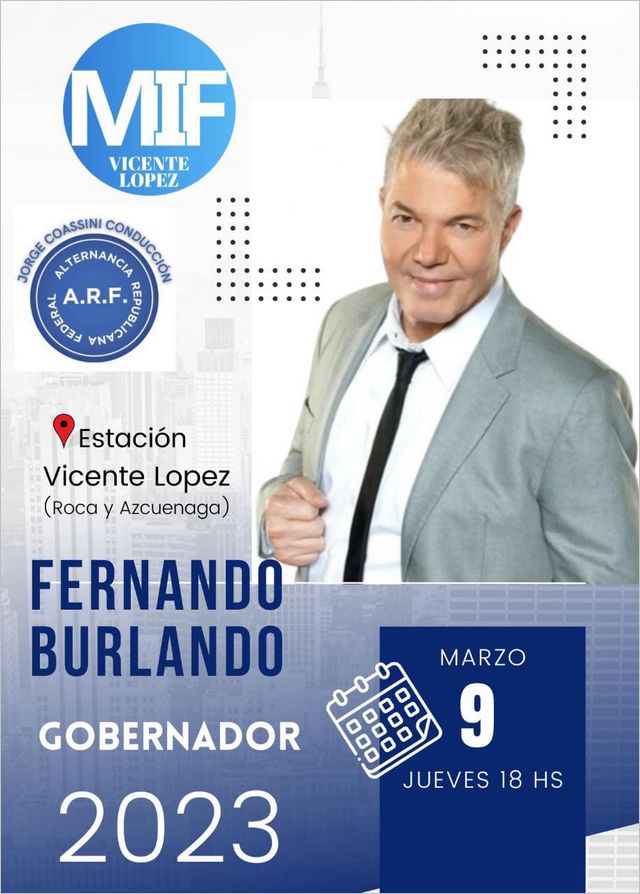 MIF
VICENTE
LOPEZ
JORGE COASSINI CONDUCCIÓN
ALTERNANCIA REPUBLICANA FEDERAL
A.R.F.
Estación
Vicente Lopez
(Roca y Azcuenaga)
FERNANDO
BURLANDO
GOBERNADOR
2023
MARZO
9
JUEVES 18 HS